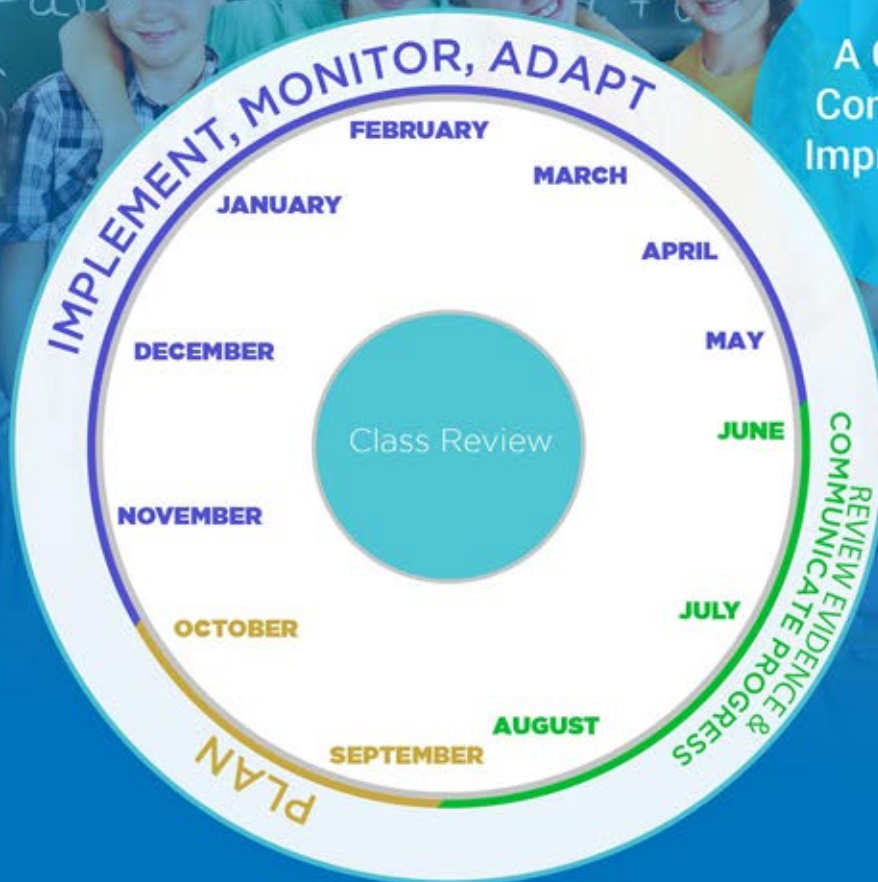 IMPLEMENT, MONITOR, ADAPT
FEBRUARY
MARCH
JANUARY
APRIL
DECEMBER
MAY
JUNE
Class Review
NOVEMBER
JULY
OCTOBER
AUGUST
SEPTEMBER
REVIEW EVIDENCE &
COMMUNICATE PROGRESS
PLAN
A